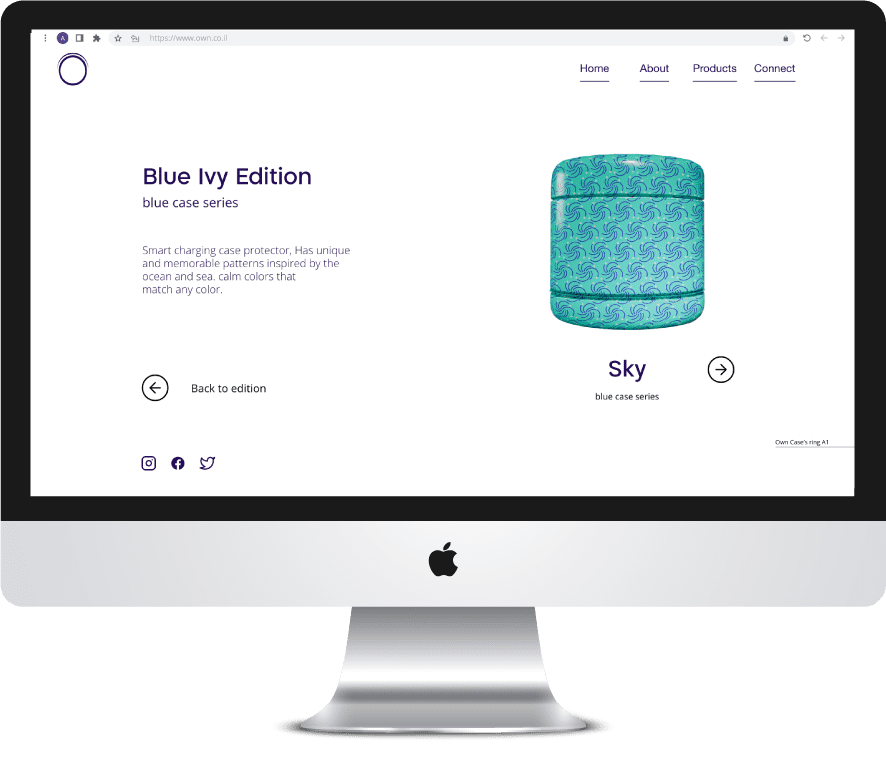 A
https://www.own.co.il
Home About Products Connect
Blue Ivy Edition
blue case series
Smart charging case protector, Has unique
and memorable patterns inspired by the
ocean and sea. calm colors that
match any color.
Back to edition
Sky
blue case series
Own Case's ring A1